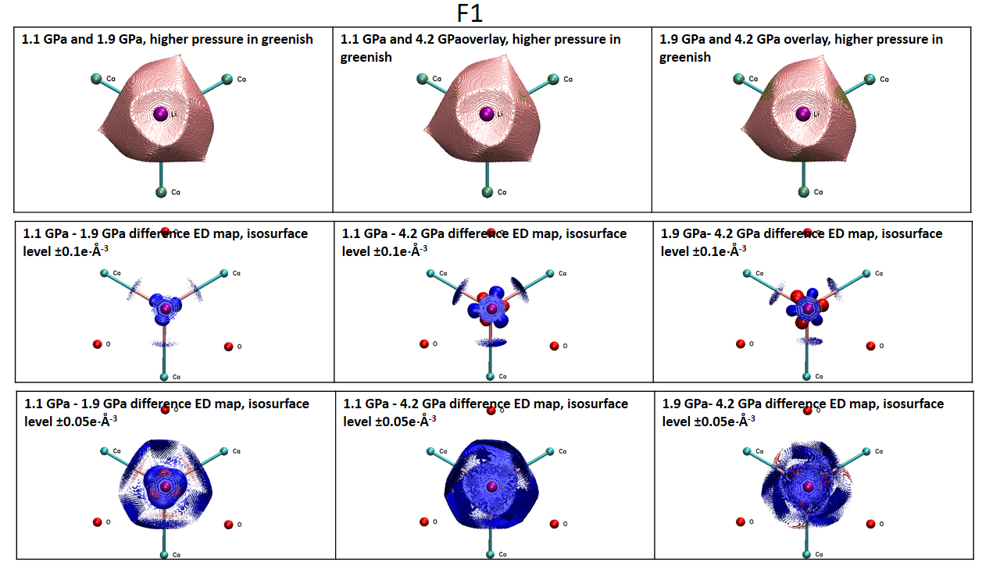 F1
1.1 GPa and 1.9 GPa, higher pressure in greenish
Ca
Ca
Li
Ca
1.1 GPa and 4.2 GPaoverlay, higher pressure in
greenish
Ca
Ca
Li
Ca
1.9 GPa and 4.2 GPa overlay, higher pressure in
greenish
Ca
Ca
Li
Ca
1.1 GPa - 1.9 GPa difference ED map, isosurface
level ±0.1e·Å-3
Ca
Ca
O
O
Ca
1.1 GPa - 4.2 GPa difference ED map, isosurface
level ±0.1e·Å-3
Ca
Ca
O
O
Ca
1.9 GPa- 4.2 GPa difference ED map, isosurface
level ±0.1e·Å-3
Ca
Ca
O
O
Ca
1.1 GPa - 1.9 GPa difference ED map, isosurface
level ±0.05e·Å-3
Ca
Ca
O
O
Ca
1.1 GPa - 4.2 GPa difference ED map, isosurface
level ±0.05e·Å-3
Ca
Ca
O
O
Ca
1.9 GPa- 4.2 GPa difference ED map, isosurface
level ±0.05e·Å-3
Ca
Ca
O
O
Ca